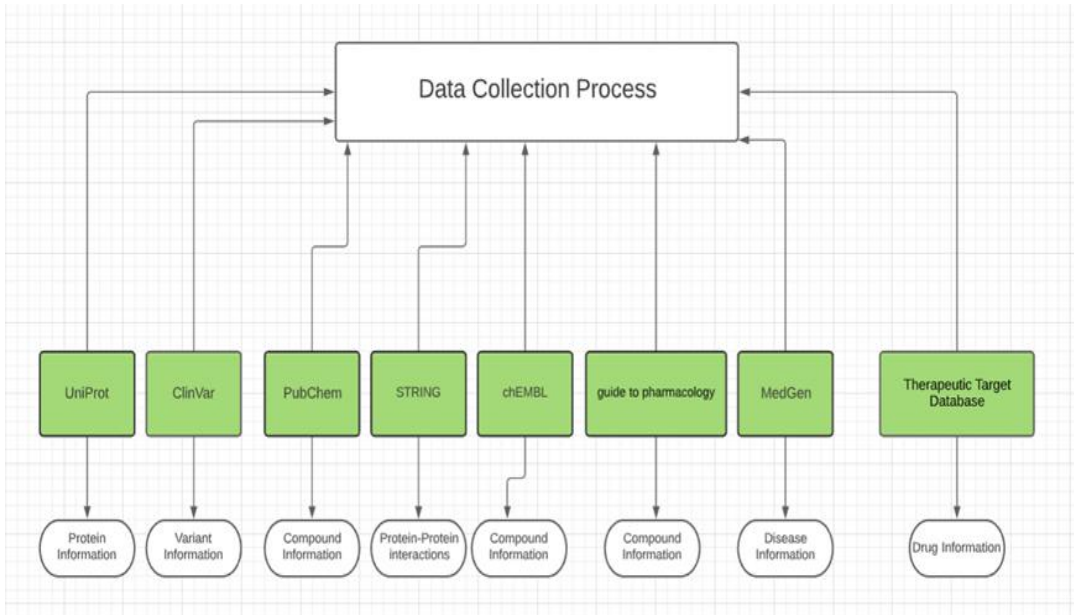 Data Collection Process
UniProt
ClinVar
PubChem
STRING
chEMBL
guide to pharmacology
MedGen
Therapeutic Target
Database
Protein
Information
Variant
Information
Compound
Information
Protein-Protein
interactions
Compound
Information
Compound
Information
Disease
Information
Drug Information